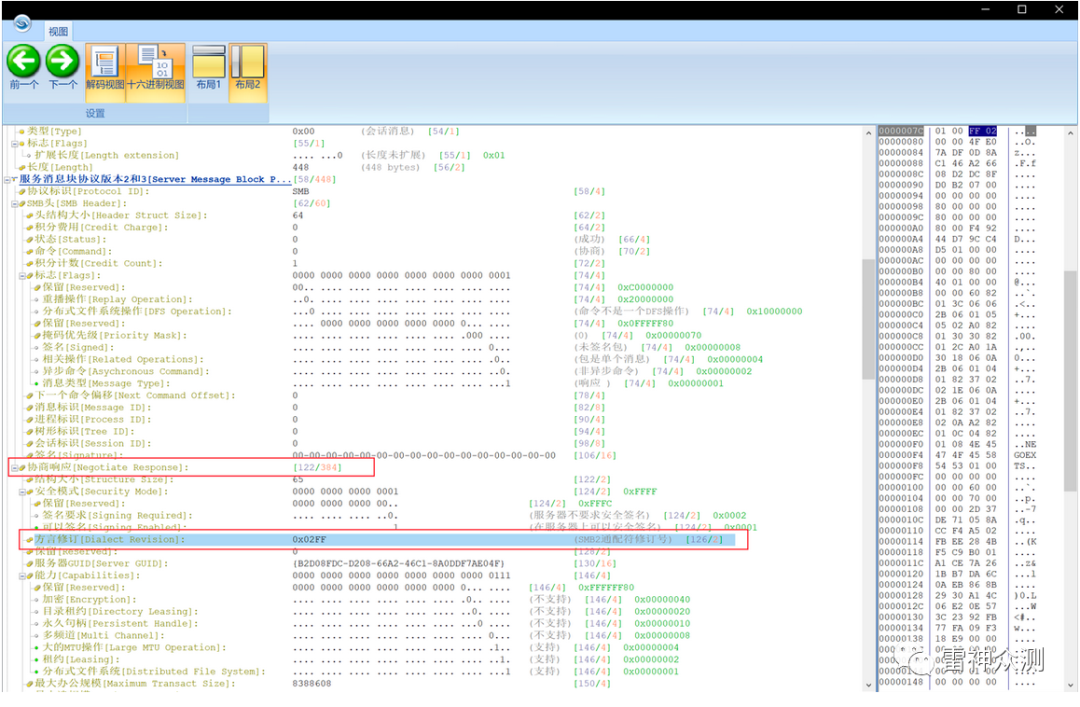 视图
前一个 下一个 解码视图 十六进制视图 布局1 布局2
设置
类型[Type] 0x00 (会话消息) [54/1]
标志[Flags] [55/1]
扩展长度[Length extension] .... ...0 (长度未扩展) [55/1] 0x01
长度[Length] 448 (448 bytes) [56/2]
服务消息块协议版本2和3[Server Message Block P... [58/448]
协议标识[Protocol ID]: SMB [58/4]
SMB头[SMB Header]: [62/60]
头结构大小[Header Struct Size]: 64 [62/2]
积分费用[Credit Charge]: 0 [64/2]
状态[Status]: 0 (成功) [66/4]
命令[Command]: 0 (协商) [70/2]
积分计数[Credit Count]: 1 [72/2]
标志[Flags]: 0000 0000 0000 0000 0000 0000 0000 0001 [74/4]
保留[Reserved]: 00.. .... .... .... .... .... .... .... [74/4] 0xC0000000
重播操作[Replay Operation]: ..0. .... .... .... .... .... .... .... [74/4] 0x20000000
分布式文件系统操作[DFS Operation]: ...0 .... .... .... .... .... .... .... (命令不是一个DFS操作) [74/4] 0x10000000
保留[Reserved]: .... 0000 0000 0000 0000 0000 0... .... [74/4] 0x0FFFFF80
掩码优先级[Priority Mask]: .... .... .... .... .... .... .000 .... (0) [74/4] 0x00000070
签名[Signed]: .... .... .... .... .... .... .... 0... (未签名包) [74/4] 0x00000008
相关操作[Related Operations]: .... .... .... .... .... .... .... .0.. (包是单个消息) [74/4] 0x00000004
异步命令[Asychronous Command]: .... .... .... .... .... .... .... ..0. (非异步命令) [74/4] 0x00000002
消息类型[Message Type]: .... .... .... .... .... .... .... ...1 (响应 ) [74/4] 0x00000001
下一个命令偏移[Next Command Offset]: 0 [78/4]
消息标识[Message ID]: 0 [82/8]
进程标识[Process ID]: 0 [90/4]
树形标识[Tree ID]: 0 [94/4]
会话标识[Session ID]: 0 [98/8]
签名[Signature]: 00-00-00-00-00-00-00-00-00-00-00-00-00-00-00-00 [106/16]
协商响应[Negotiate Response]: [122/384]
结构大小[Structure Size]: 65 [122/2]
安全模式[Security Mode]: 0000 0000 0000 0001 [124/2] 0xFFFF
保留[Reserved]: 0000 0000 0000 00.. [124/2] 0xFFFC
签名要求[Signing Required]: .... .... .... ..0. (服务器不要求安全签名) [124/2] 0x0002
可以签名[Signing Enabled]: .... .... .... ...1 (在服务器上可以安全签名) [124/2] 0x0001
方言修订[Dialect Revision]: 0x02FF (SMB2通配符修订号) [126/2]
保留[Reserved]: 0 [128/2]
服务器GUID[Server GUID]: {B2D08FDC-D208-66A2-46C1-8A0DDF7AE04F} [130/16]
能力[Capabilities]: 0000 0000 0000 0000 0000 0000 0000 0111 [146/4]
保留[Reserved]: 0000 0000 0000 0000 0000 0000 0... .... [146/4] 0xFFFFFF80
加密[Encryption]: .... .... .... .... .... .... .0.. .... (不支持) [146/4] 0x00000040
目录租约[Directory Leasing]: .... .... .... .... .... .... ..0. .... (不支持) [146/4] 0x00000020
永久句柄[Persistent Handle]: .... .... .... .... .... .... ...0 .... (不支持) [146/4] 0x00000010
多频道[Multi Channel]: .... .... .... .... .... .... .... 0... (不支持) [146/4] 0x00000008
大的MTU操作[Large MTU Operation]: .... .... .... .... .... .... .... .1.. (支持) [146/4] 0x00000004
租约[Leasing]: .... .... .... .... .... .... .... ..1. (支持) [146/4] 0x00000002
分布式文件系统[Distributed File System]: .... .... .... .... .... .... .... ...1 (支持) [146/4] 0x00000001
最大办公规模[Maximum Transact Size]: 8388608 [150/4]
0000007C 01 00 FF 02 ....
00000080 00 00 4F E0 ..O.
00000084 7A DF 0D 8A z...
00000088 C1 46 A2 66 .F.f
0000008C 08 D2 DC 8F ....
00000090 D0 B2 07 00 ....
00000094 00 00 00 00 ....
00000098 80 00 00 00 ....
0000009C 80 00 00 00 ....
000000A0 80 00 F4 92 ....
000000A4 44 D7 9C C4 D...
000000A8 D5 01 00 00 ....
000000AC 00 00 00 00 ....
000000B0 00 00 80 00 ....
000000B4 40 01 00 00 @...
000000B8 00 00 60 82 ..`.
000000BC 01 3C 06 06 .<..
000000C0 2B 06 01 05 +...
000000C4 05 02 A0 82 ....
000000C8 01 30 30 82 .00.
000000CC 01 2C A0 1A .,..
000000D0 30 18 06 0A 0...
000000D4 2B 06 01 04 +...
000000D8 01 82 37 02 ..7.
000000DC 02 1E 06 0A ....
000000E0 2B 06 01 04 +...
000000E4 01 82 37 02 ..7.
000000E8 02 0A A2 82 ....
000000EC 01 0C 04 82 ....
000000F0 01 08 4E 45 ..NE
000000F4 47 4F 45 58 GOEX
000000F8 54 53 01 00 TS..
000000FC 00 00 00 00 ....
00000100 00 00 60 00 ..`.
00000104 00 00 70 00 ..p.
00000108 00 00 2D 37 ..-7
0000010C DE 71 05 8A .q..
00000110 CC F4 A5 02 ....
00000114 FB EE 28 4B ..(K
00000118 F5 C9 B0 01 ....
0000011C A1 CE 7A 26 ..z&
00000120 1B B7 DA 6C ...l
00000124 0A EB 86 8B ....
00000128 29 30 A1 4C )0.L
0000012C 06 E2 0E 57 ...W
00000130 3C 23 92 FB <#..
00000134 77 FA 09 F3 w...
00000138 18 E9 00 00 ....
00 00 00 00
00 00 01 00
00000148 00 00 00 00 ....
雷神众测